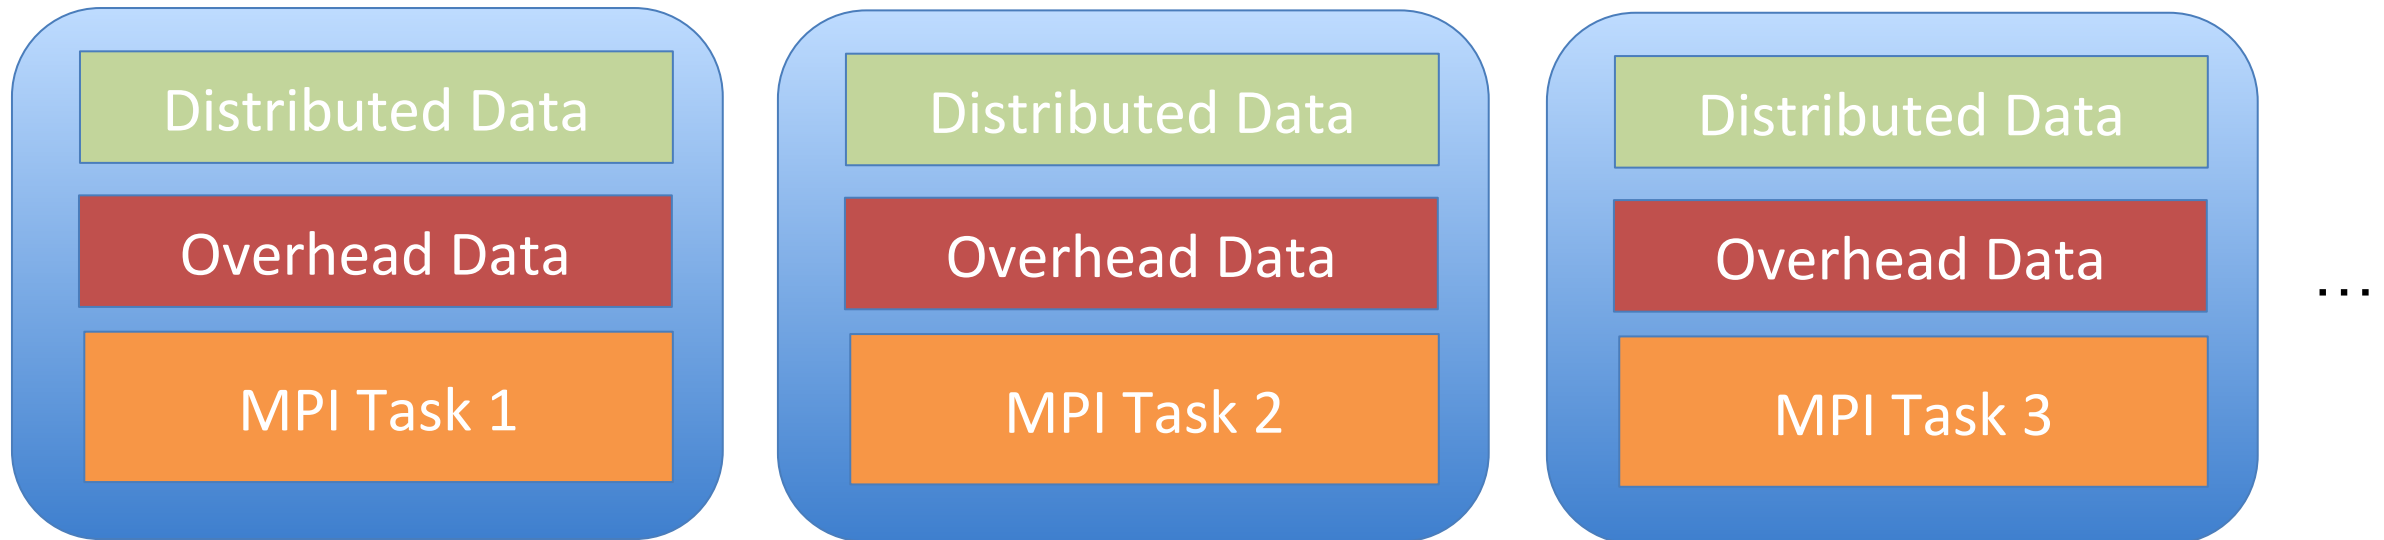 Distributed Data
Overhead Data
MPI Task 1
Distributed Data
Overhead Data
MPI Task 2
Distributed Data
Overhead Data
MPI Task 3
...